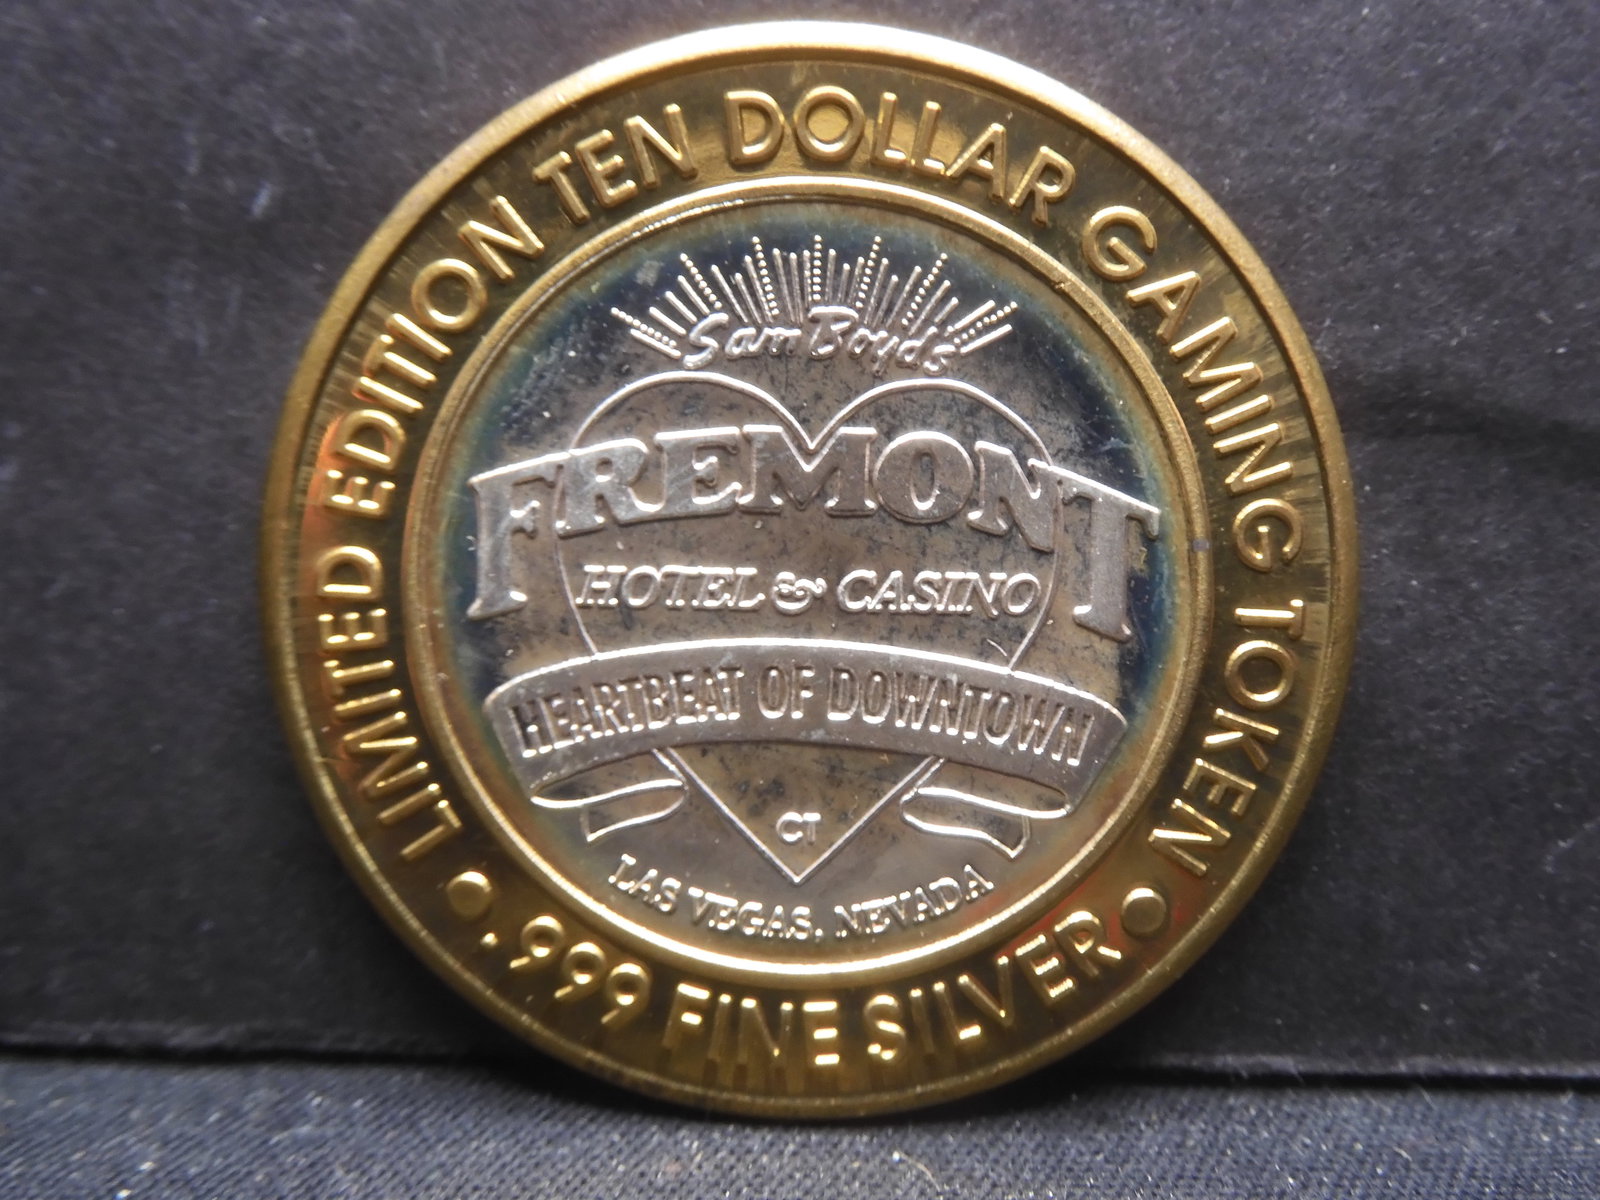 LIMITED EDITION TEN DOLLAR GAMING TOKEN
Sam Boyd's
FREMONT
HOTEL & CASINO
HEARTBEAT OF DOWNTOWN
CT
LAS VEGAS, NEVADA
.999 FINE SILVER